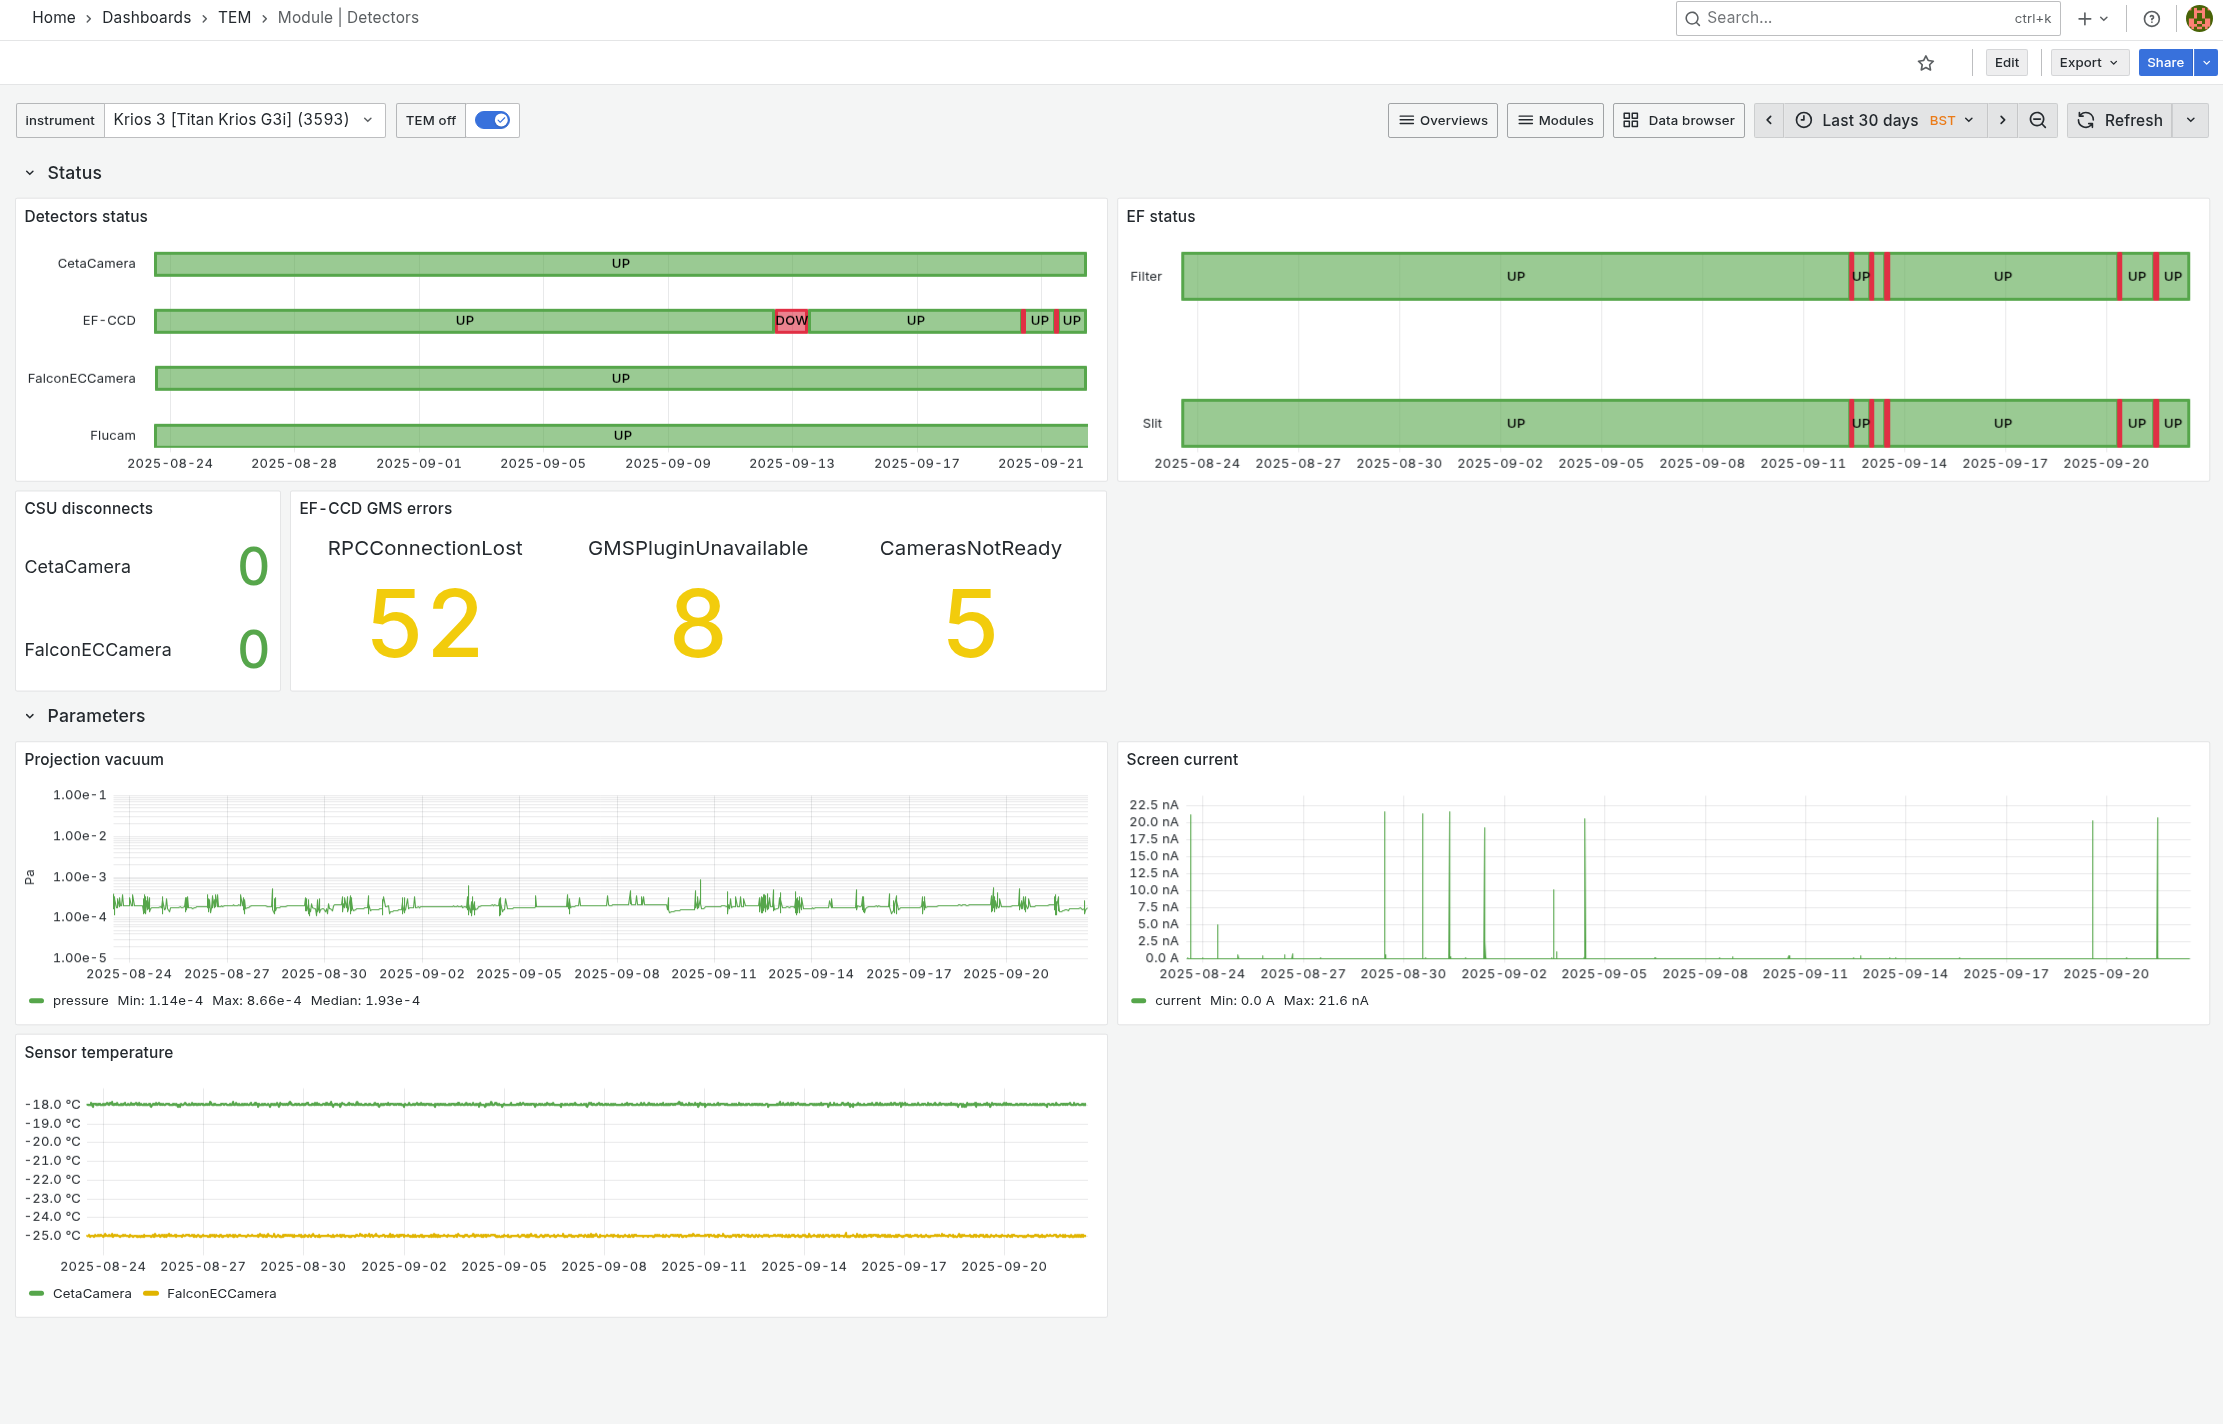 Home › Dashboards › TEM › Module | Detectors
Search...
ctrl+k
Edit
Export
Share
instrument
Krios 3 [Titan Krios G3i] (3593)
TEM off
Overviews
Modules
Data browser
Last 30 days BST
Refresh
Status
Detectors status
CetaCamera
UP
EF-CCD
UP DOW UP UP UP
FalconECCamera
UP
Flucam
UP
2025-08-24 2025-08-28 2025-09-01 2025-09-05 2025-09-09 2025-09-13 2025-09-17 2025-09-21
EF status
Filter
UP UP UP UP UP
Slit
UP UP UP UP UP
2025-08-24 2025-08-27 2025-08-30 2025-09-02 2025-09-05 2025-09-08 2025-09-11 2025-09-14 2025-09-17 2025-09-20
CSU disconnects
CetaCamera 0
FalconECCamera 0
EF-CCD GMS errors
RPCConnectionLost GMSPluginUnavailable CamerasNotReady
52 8 5
Parameters
Projection vacuum
Pa
1.00e-1
1.00e-2
1.00e-3
1.00e-4
1.00e-5
2025-08-24 2025-08-27 2025-08-30 2025-09-02 2025-09-05 2025-09-08 2025-09-11 2025-09-14 2025-09-17 2025-09-20
pressure Min: 1.14e-4 Max: 8.66e-4 Median: 1.93e-4
Screen current
22.5 nA
20.0 nA
17.5 nA
15.0 nA
12.5 nA
10.0 nA
7.5 nA
5.0 nA
2.5 nA
0.0 A
2025-08-24 2025-08-27 2025-08-30 2025-09-02 2025-09-05 2025-09-08 2025-09-11 2025-09-14 2025-09-17 2025-09-20
current Min: 0.0 A Max: 21.6 nA
Sensor temperature
-18.0 °C
-19.0 °C
-20.0 °C
-21.0 °C
-22.0 °C
-23.0 °C
-24.0 °C
-25.0 °C
2025-08-24 2025-08-27 2025-08-30 2025-09-02 2025-09-05 2025-09-08 2025-09-11 2025-09-14 2025-09-17 2025-09-20
CetaCamera FalconECCamera